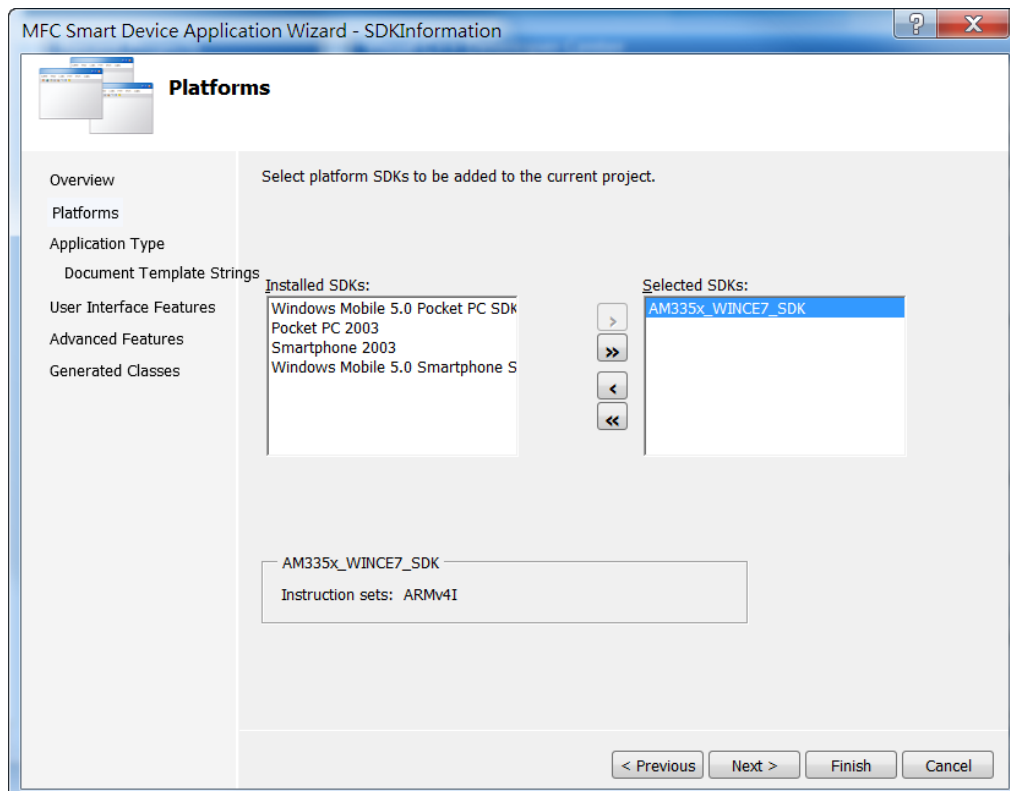 MFC Smart Device Application Wizard - SDKInformation
Platforms
Overview
Platforms
Application Type
Document Template Strings
User Interface Features
Advanced Features
Generated Classes
Select platform SDKs to be added to the current project.
Installed SDKs:
Windows Mobile 5.0 Pocket PC SDK
Pocket PC 2003
Smartphone 2003
Windows Mobile 5.0 Smartphone S
>
>>
<
<<
Selected SDKs:
AM335x_WINCE7_SDK
AM335x_WINCE7_SDK
Instruction sets: ARMv4I
< Previous
Next >
Finish
Cancel